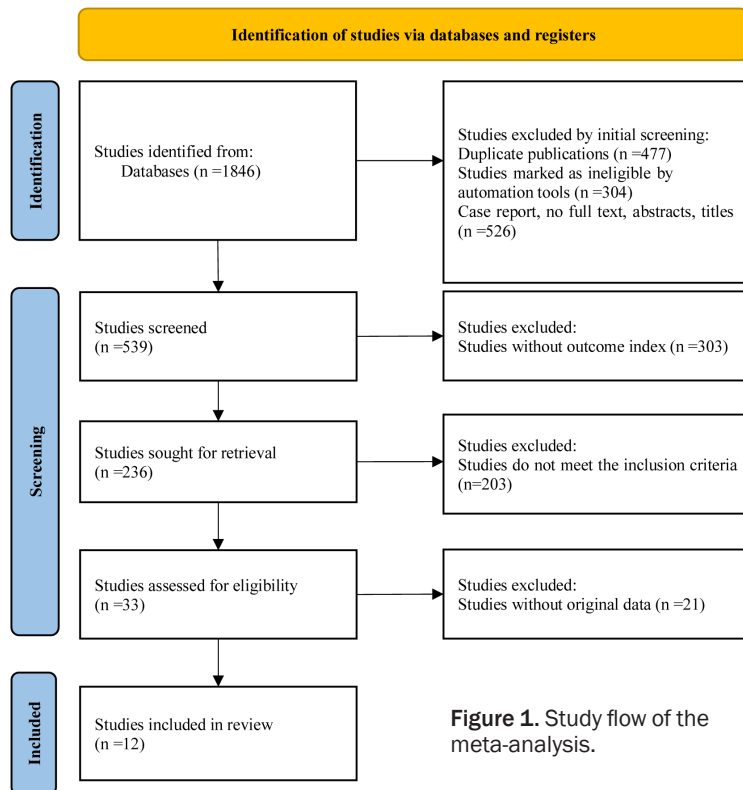 Identification of studies via databases and registers
Identification
Studies identified from:
Databases (n =1846)
Studies excluded by initial screening:
Duplicate publications (n =477)
Studies marked as ineligible by
automation tools (n =304)
Case report, no full text, abstracts, titles
(n =526)
Screening
Studies screened
(n =539)
Studies excluded:
Studies without outcome index (n =303)
Studies sought for retrieval
(n =236)
Studies excluded:
Studies do not meet the inclusion criteria
(n=203)
Studies assessed for eligibility
(n =33)
Studies excluded:
Studies without original data (n =21)
Included
Studies included in review
(n =12)
Figure 1. Study flow of the
meta-analysis.